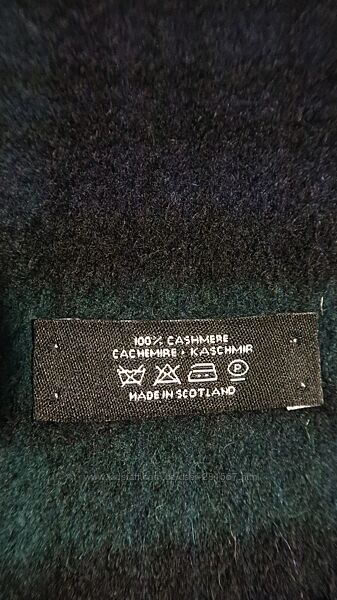 100% CASHMERE
CACHEMIRE • KASCHMIR
P
MADE IN SCOTLAND